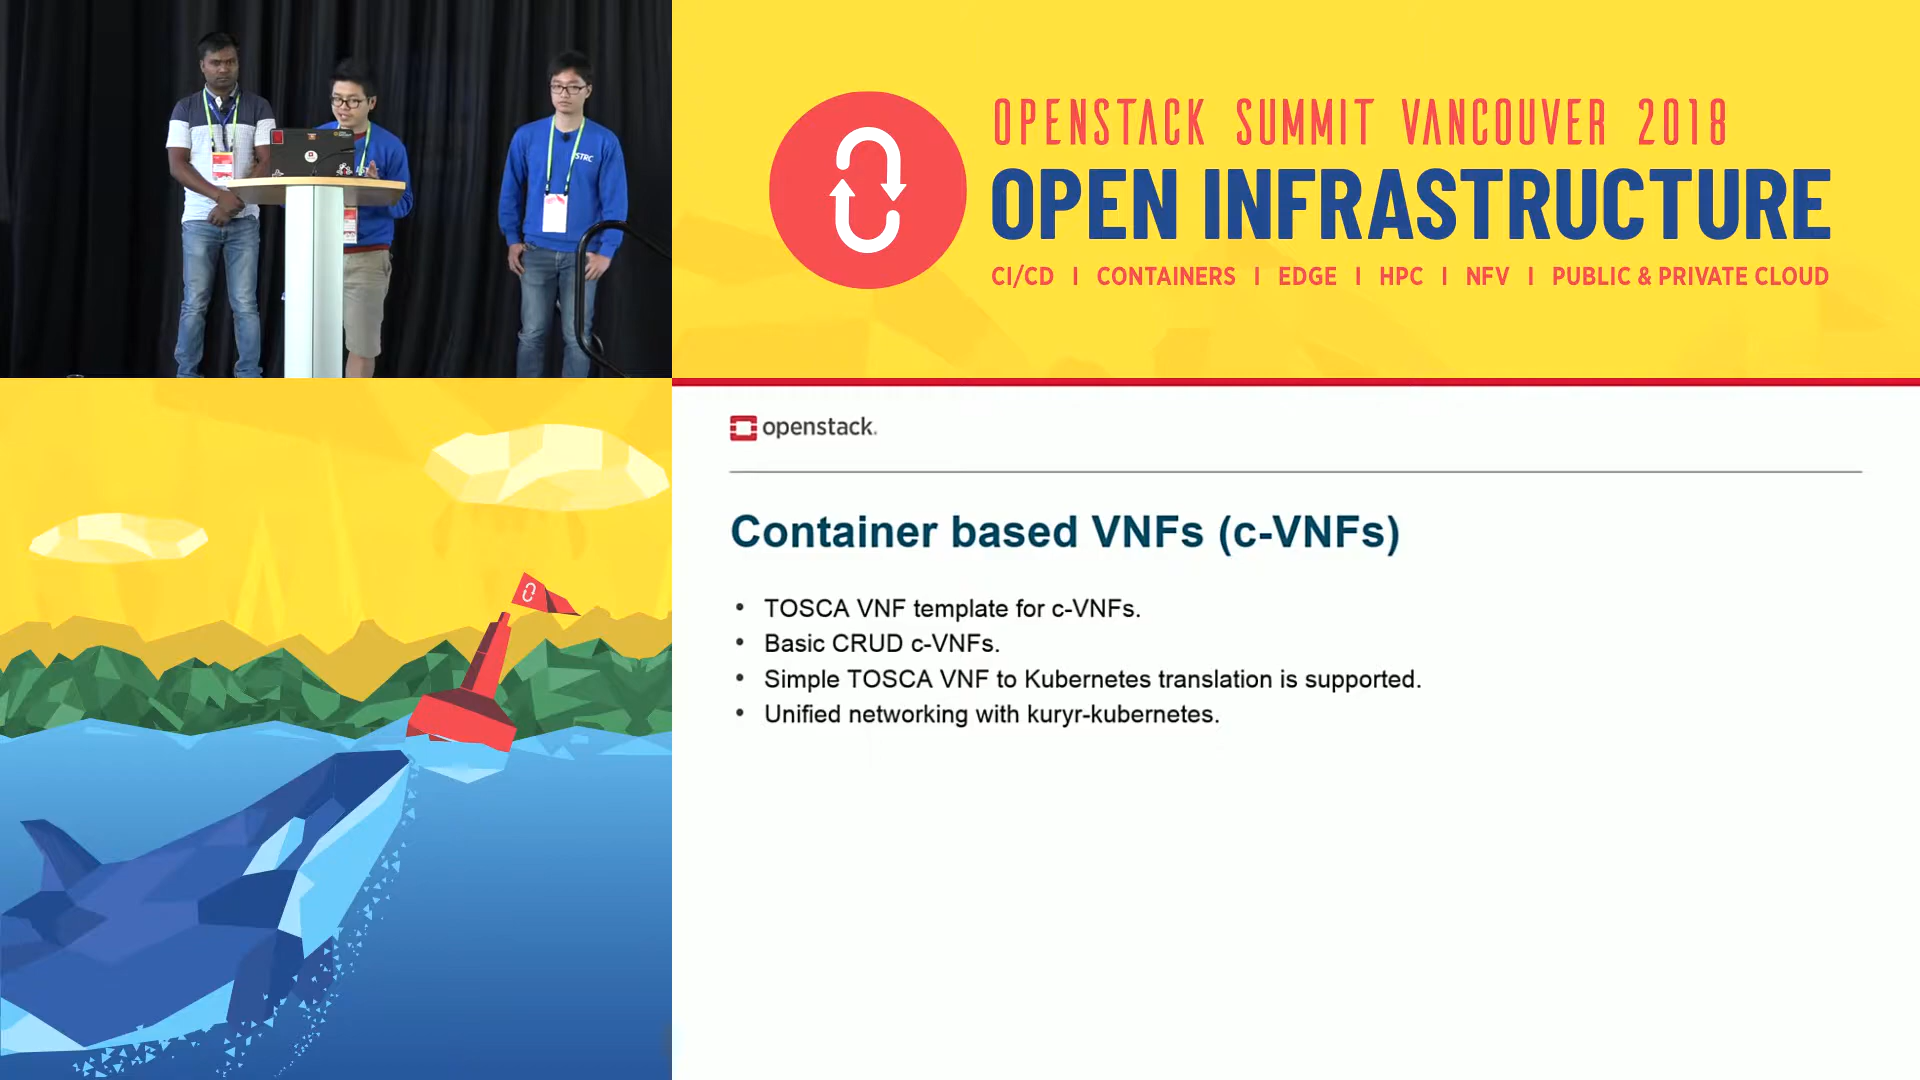 OPENSTACK SUMMIT VANCOUVER 2018
OPEN INFRASTRUCTURE
CI/CD | CONTAINERS | EDGE | HPC | NFV | PUBLIC & PRIVATE CLOUD
openstack.
Container based VNFs (c-VNFs)
• TOSCA VNF template for c-VNFs.
• Basic CRUD c-VNFs.
• Simple TOSCA VNF to Kubernetes translation is supported.
• Unified networking with kuryr-kubernetes.